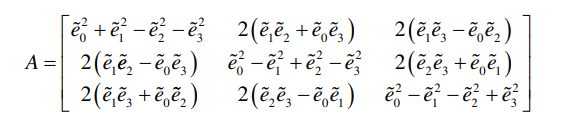 ẽ₀² + ẽ₁² − ẽ₂² − ẽ₃² 2(ẽ₁ẽ₂ + ẽ₀ẽ₃) 2(ẽ₁ẽ₃ − ẽ₀ẽ₂)
A = 2(ẽ₁ẽ₂ − ẽ₀ẽ₃) ẽ₀² − ẽ₁² + ẽ₂² − ẽ₃² 2(ẽ₂ẽ₃ + ẽ₀ẽ₁)
2(ẽ₁ẽ₃ + ẽ₀ẽ₂) 2(ẽ₂ẽ₃ − ẽ₀ẽ₁) ẽ₀² − ẽ₁² − ẽ₂² + ẽ₃²